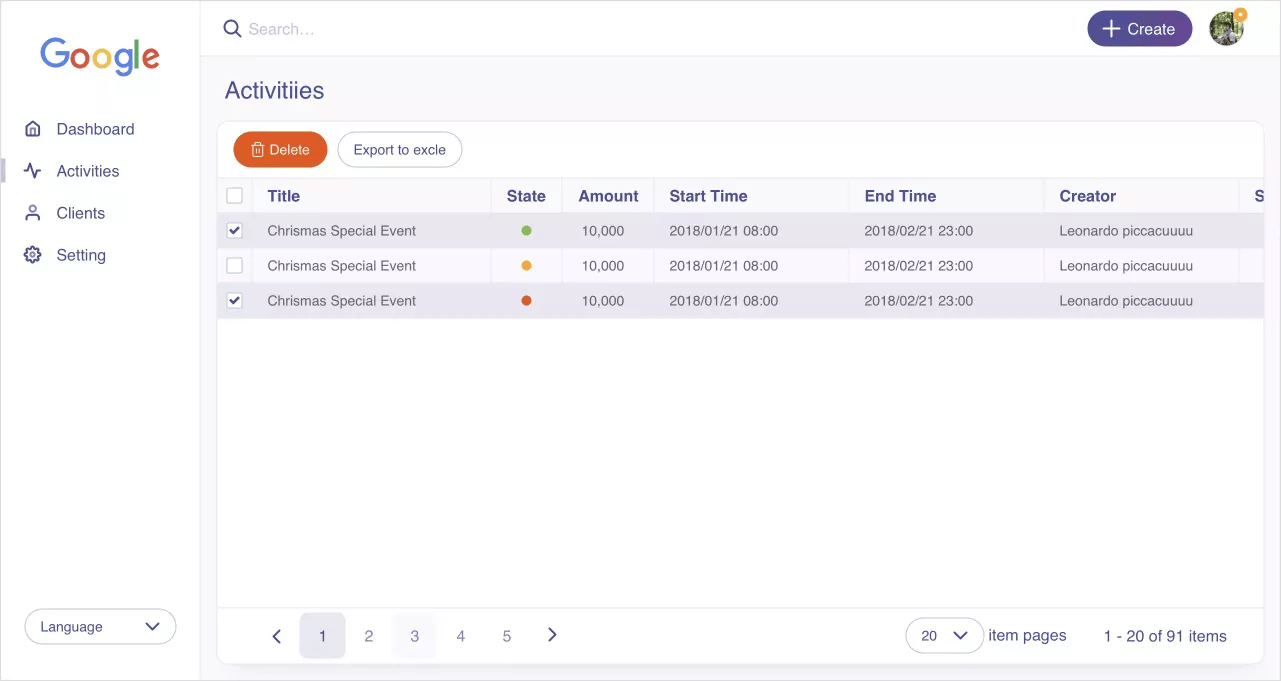 Google
Search...
Create
Dashboard
Activities
Clients
Setting
Language
Activitiies
Delete
Export to excle
Title State Amount Start Time End Time Creator S
Chrismas Special Event 10,000 2018/01/21 08:00 2018/02/21 23:00 Leonardo piccacuuuu
Chrismas Special Event 10,000 2018/01/21 08:00 2018/02/21 23:00 Leonardo piccacuuuu
Chrismas Special Event 10,000 2018/01/21 08:00 2018/02/21 23:00 Leonardo piccacuuuu
1 2 3 4 5
20 item pages
1 - 20 of 91 items